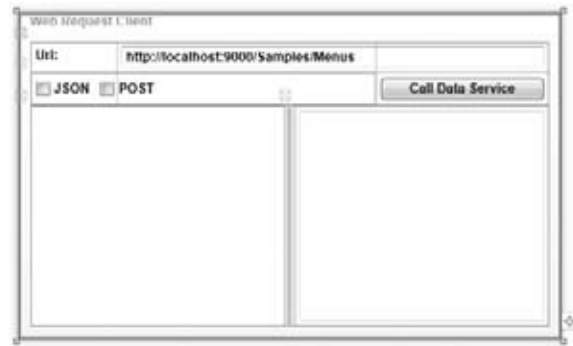 Web Request Client
Url:
http://localhost:9000/Samples/Menus
JSON
POST
Call Data Service